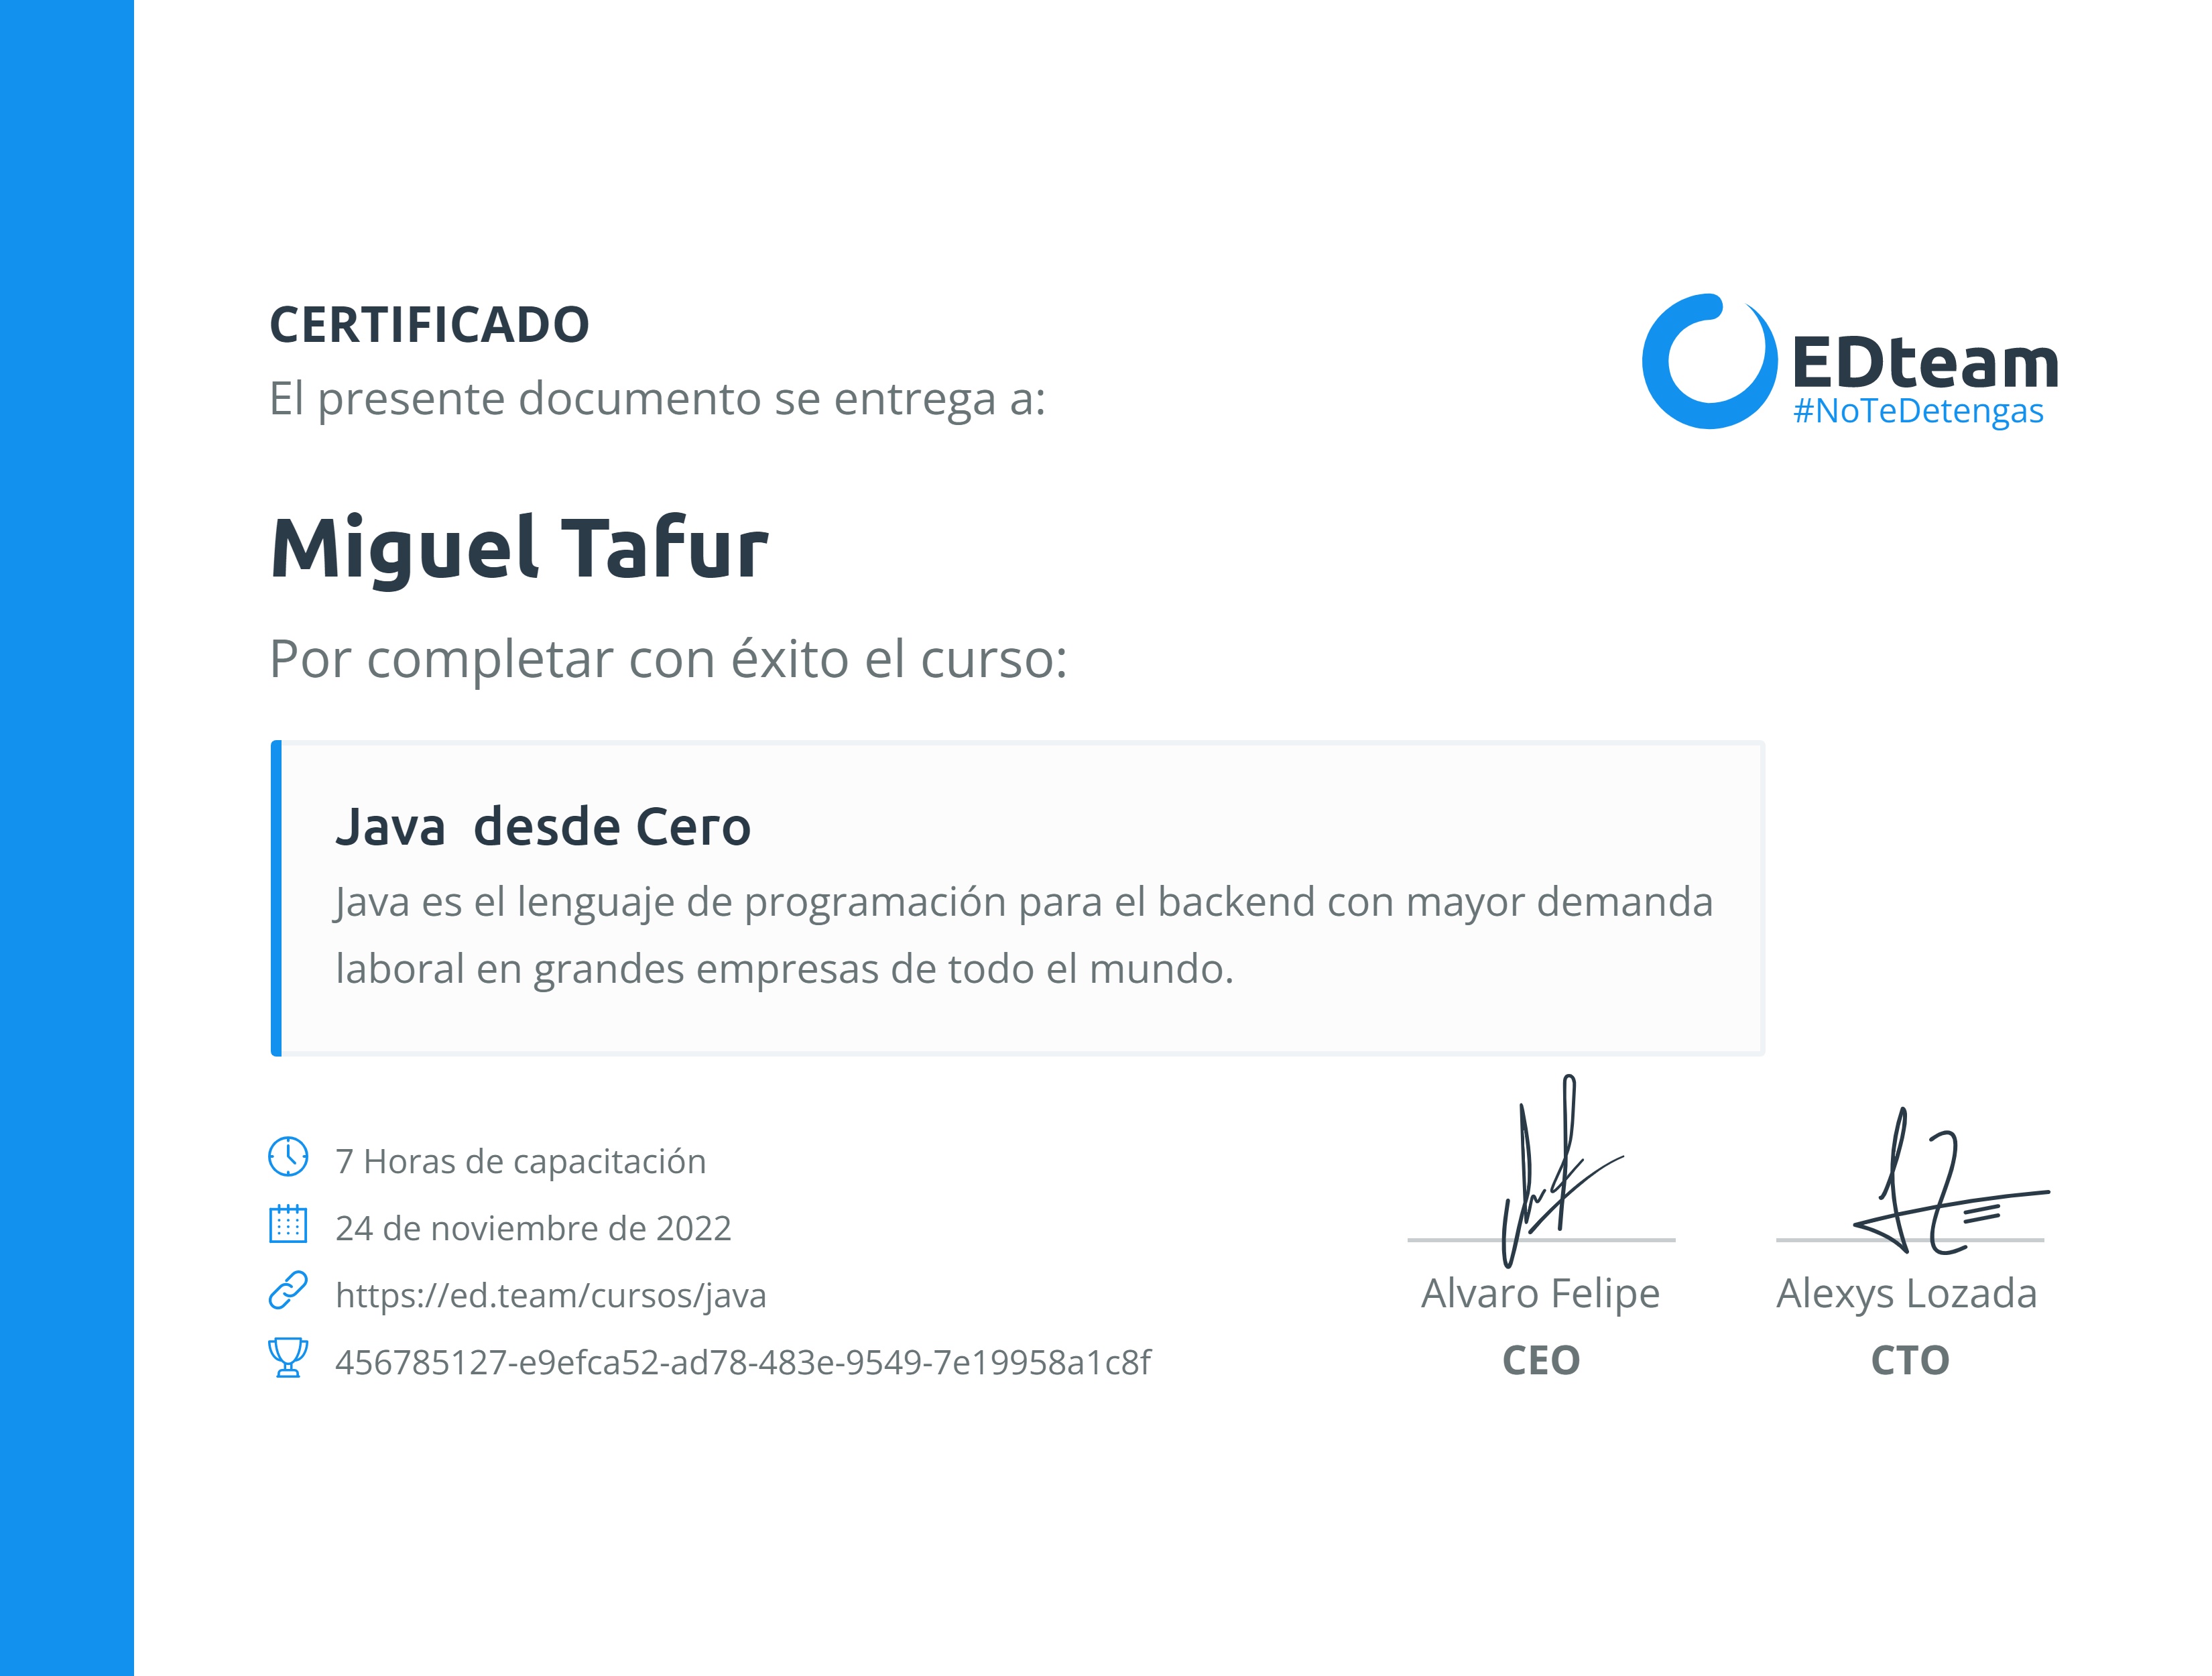 CERTIFICADO
El presente documento se entrega a:
EDteam
#NoTeDetengas
Miguel Tafur
Por completar con éxito el curso:
Java desde Cero
Java es el lenguaje de programación para el backend con mayor demanda
laboral en grandes empresas de todo el mundo.
7 Horas de capacitación
24 de noviembre de 2022
https://ed.team/cursos/java
456785127-e9efca52-ad78-483e-9549-7e19958a1c8f
Alvaro Felipe
CEO
Alexys Lozada
CTO